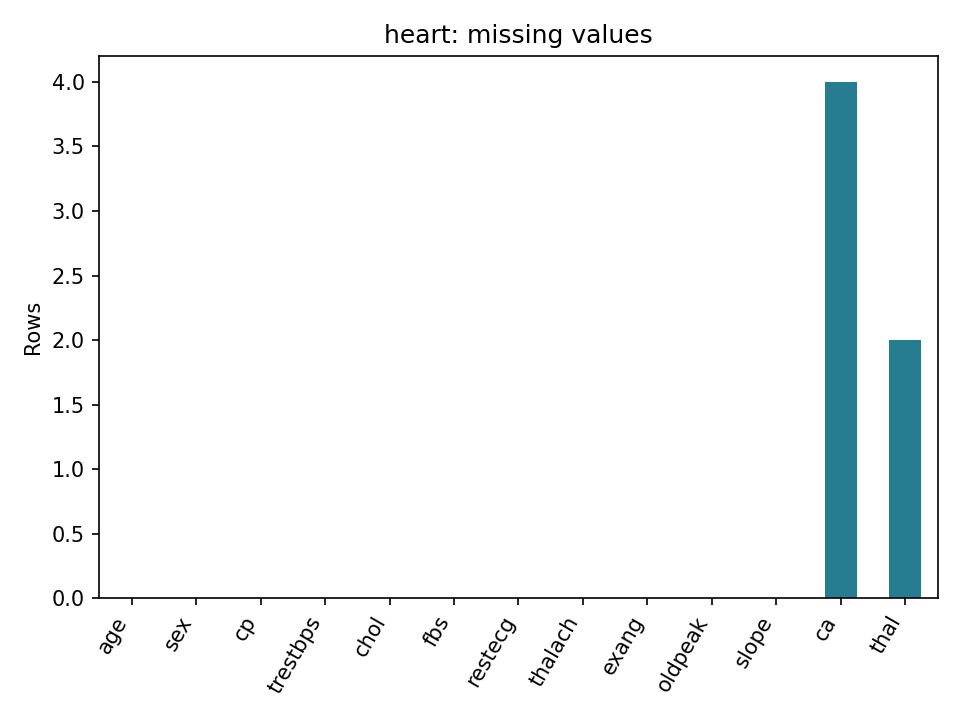 heart: missing values
4.0
3.5
3.0
2.5
2.0
1.5
1.0
0.5
0.0
Rows
age
sex
cp
trestbps
chol
fbs
restecg
thalach
exang
oldpeak
slope
ca
thal